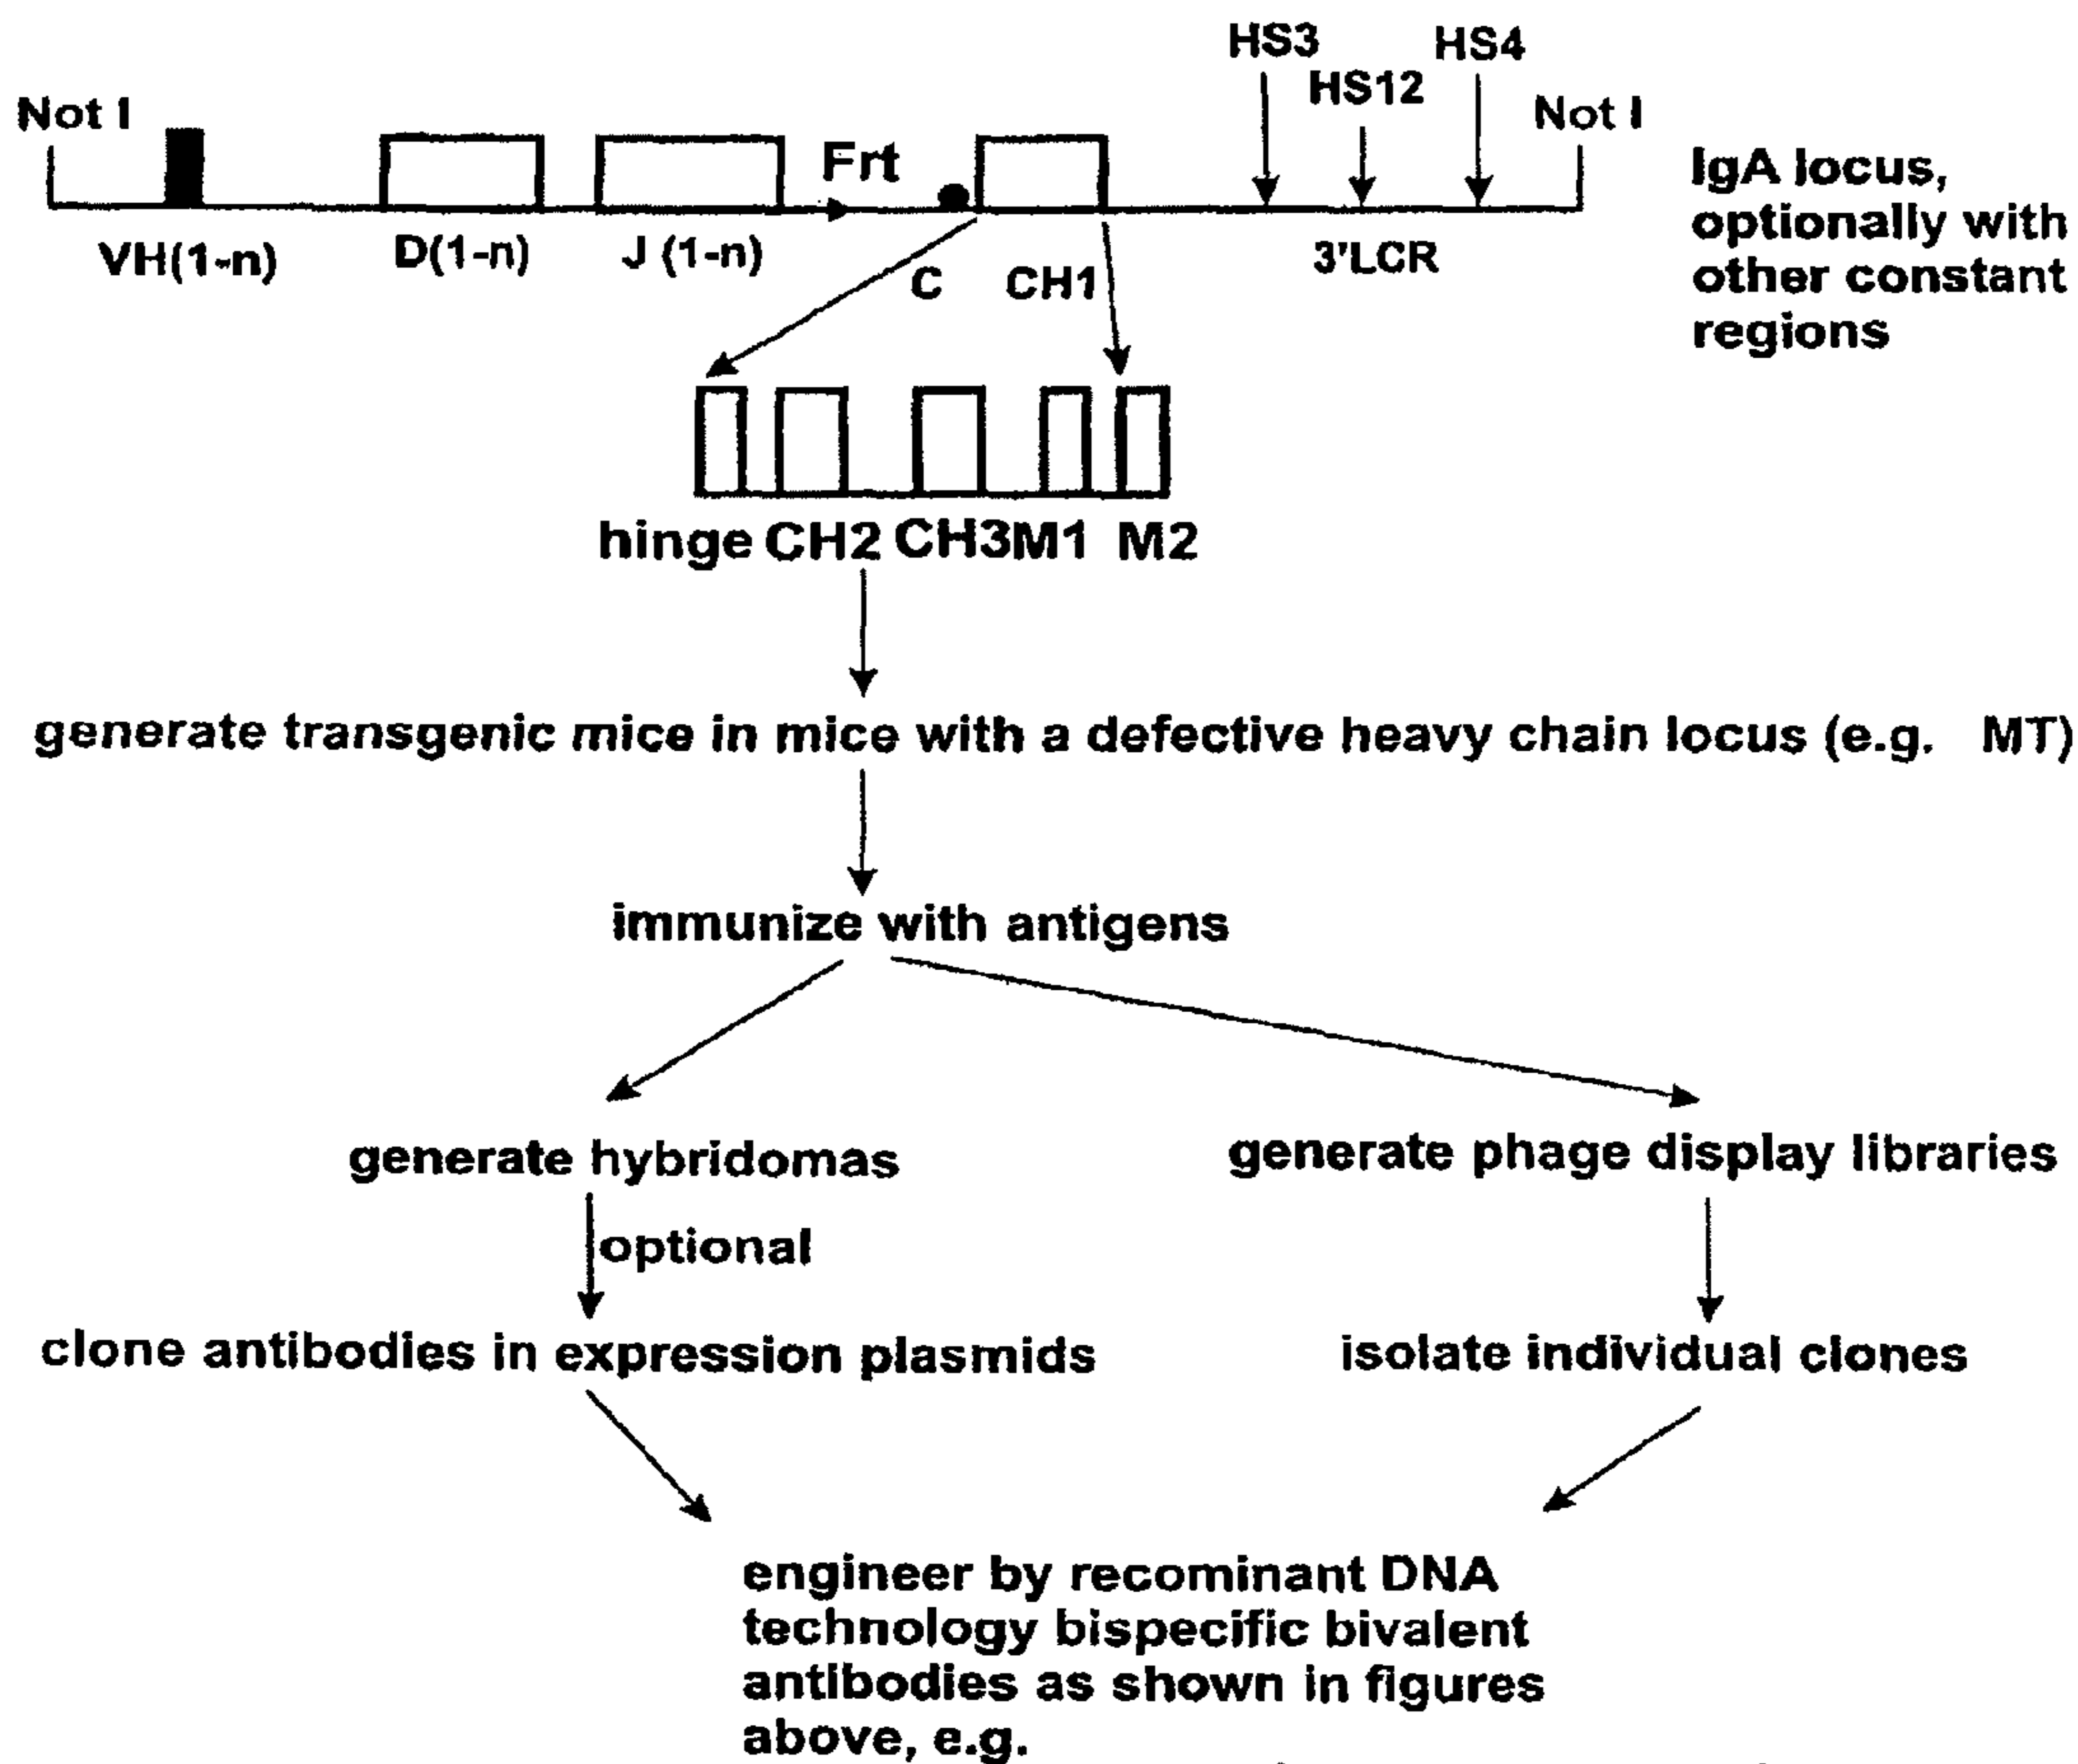 HS3
HS4
HS12
Not I
Not I
Frt
IgA locus,
optionally with
other constant
regions
VH(1-n)
D(1-n)
J (1-n)
C
CH1
3'LCR
hinge CH2 CH3M1 M2
generate transgenic mice in mice with a defective heavy chain locus (e.g. MT)
immunize with antigens
generate hybridomas
generate phage display libraries
optional
clone antibodies in expression plasmids
isolate individual clones
engineer by recominant DNA
technology bispecific bivalent
antibodies as shown in figures
above, e.g.